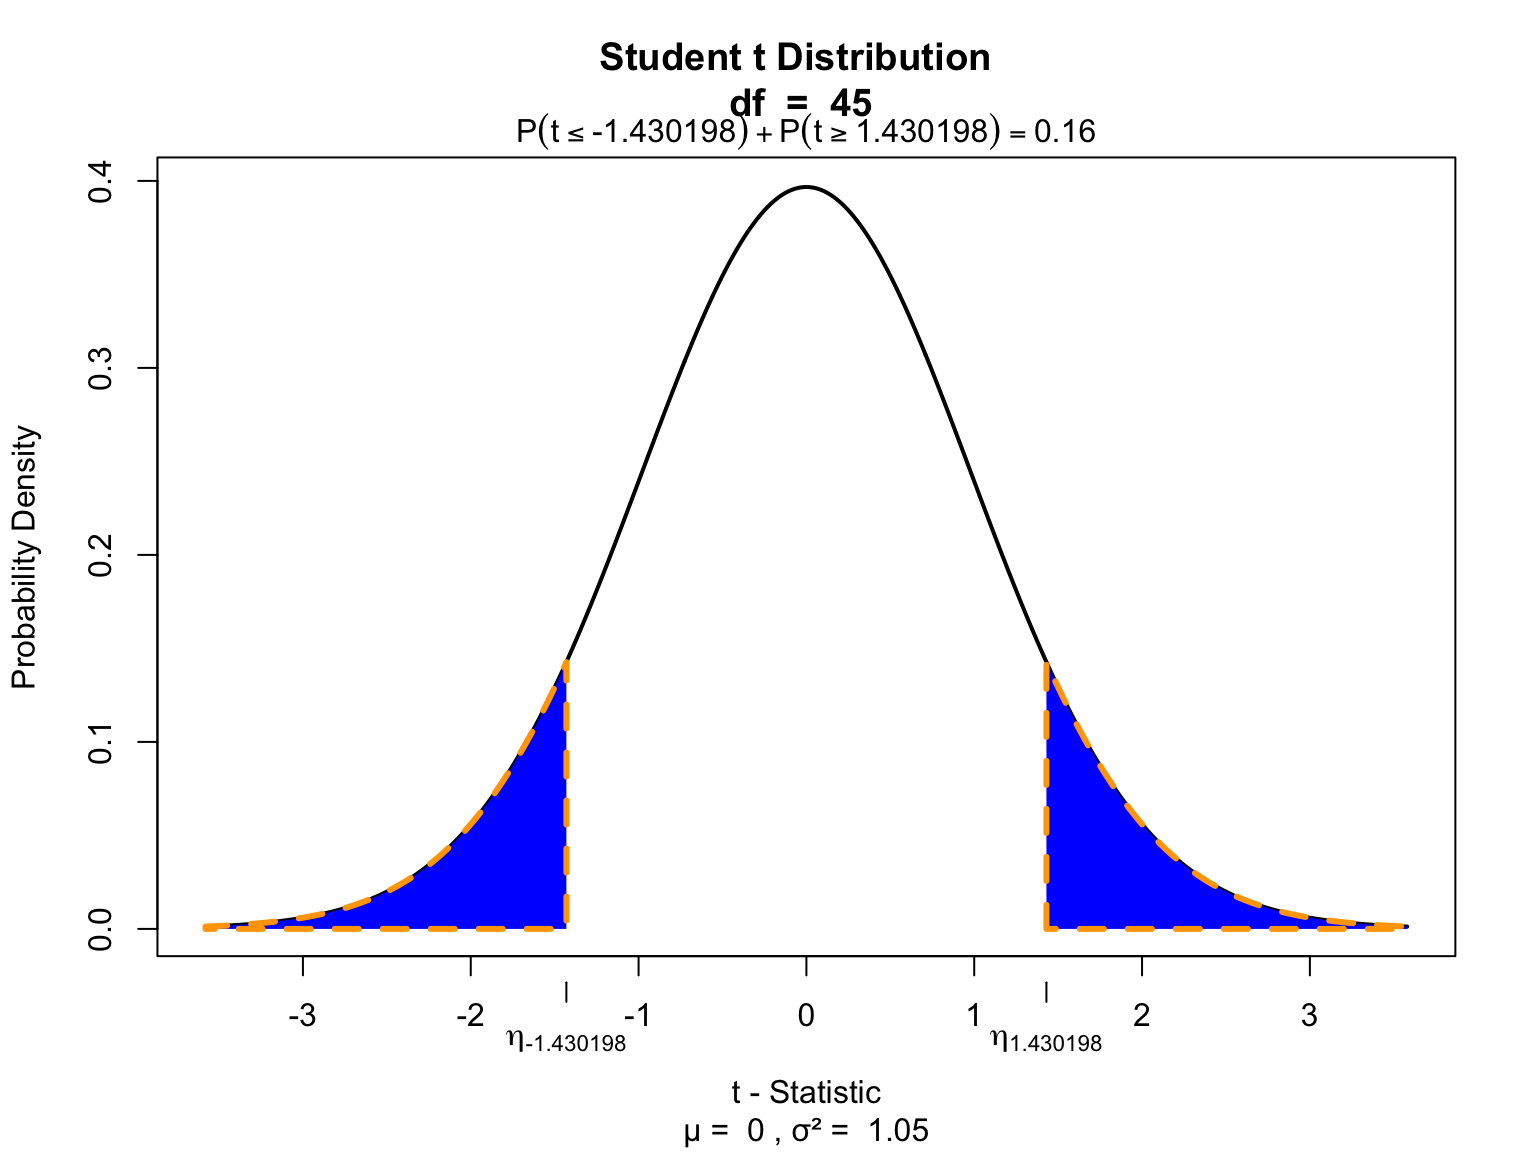 Student t Distribution
df = 45
P(t ≤ -1.430198) + P(t ≥ 1.430198) = 0.16
Probability Density
0.4
0.3
0.2
0.1
0.0
-3 -2 -1 0 1 2 3
η-1.430198 η1.430198
t - Statistic
μ = 0 , σ² = 1.05